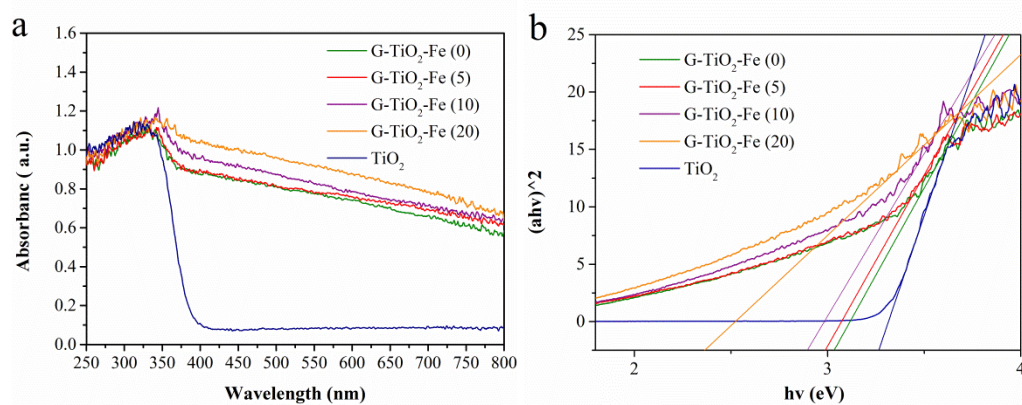 a
1.6
1.4
1.2
1.0
0.8
0.6
0.4
0.2
0.0
Absorbanc ( a.u.)
250 300 350 400 450 500 550 600 650 700 750 800
Wavelength (nm)
G-TiO₂-Fe (0)
G-TiO₂-Fe (5)
G-TiO₂-Fe (10)
G-TiO₂-Fe (20)
TiO₂
b
25
20
15
10
5
0
(ahv)^2
2 3 4
hv (eV)
G-TiO₂-Fe (0)
G-TiO₂-Fe (5)
G-TiO₂-Fe (10)
G-TiO₂-Fe (20)
TiO₂